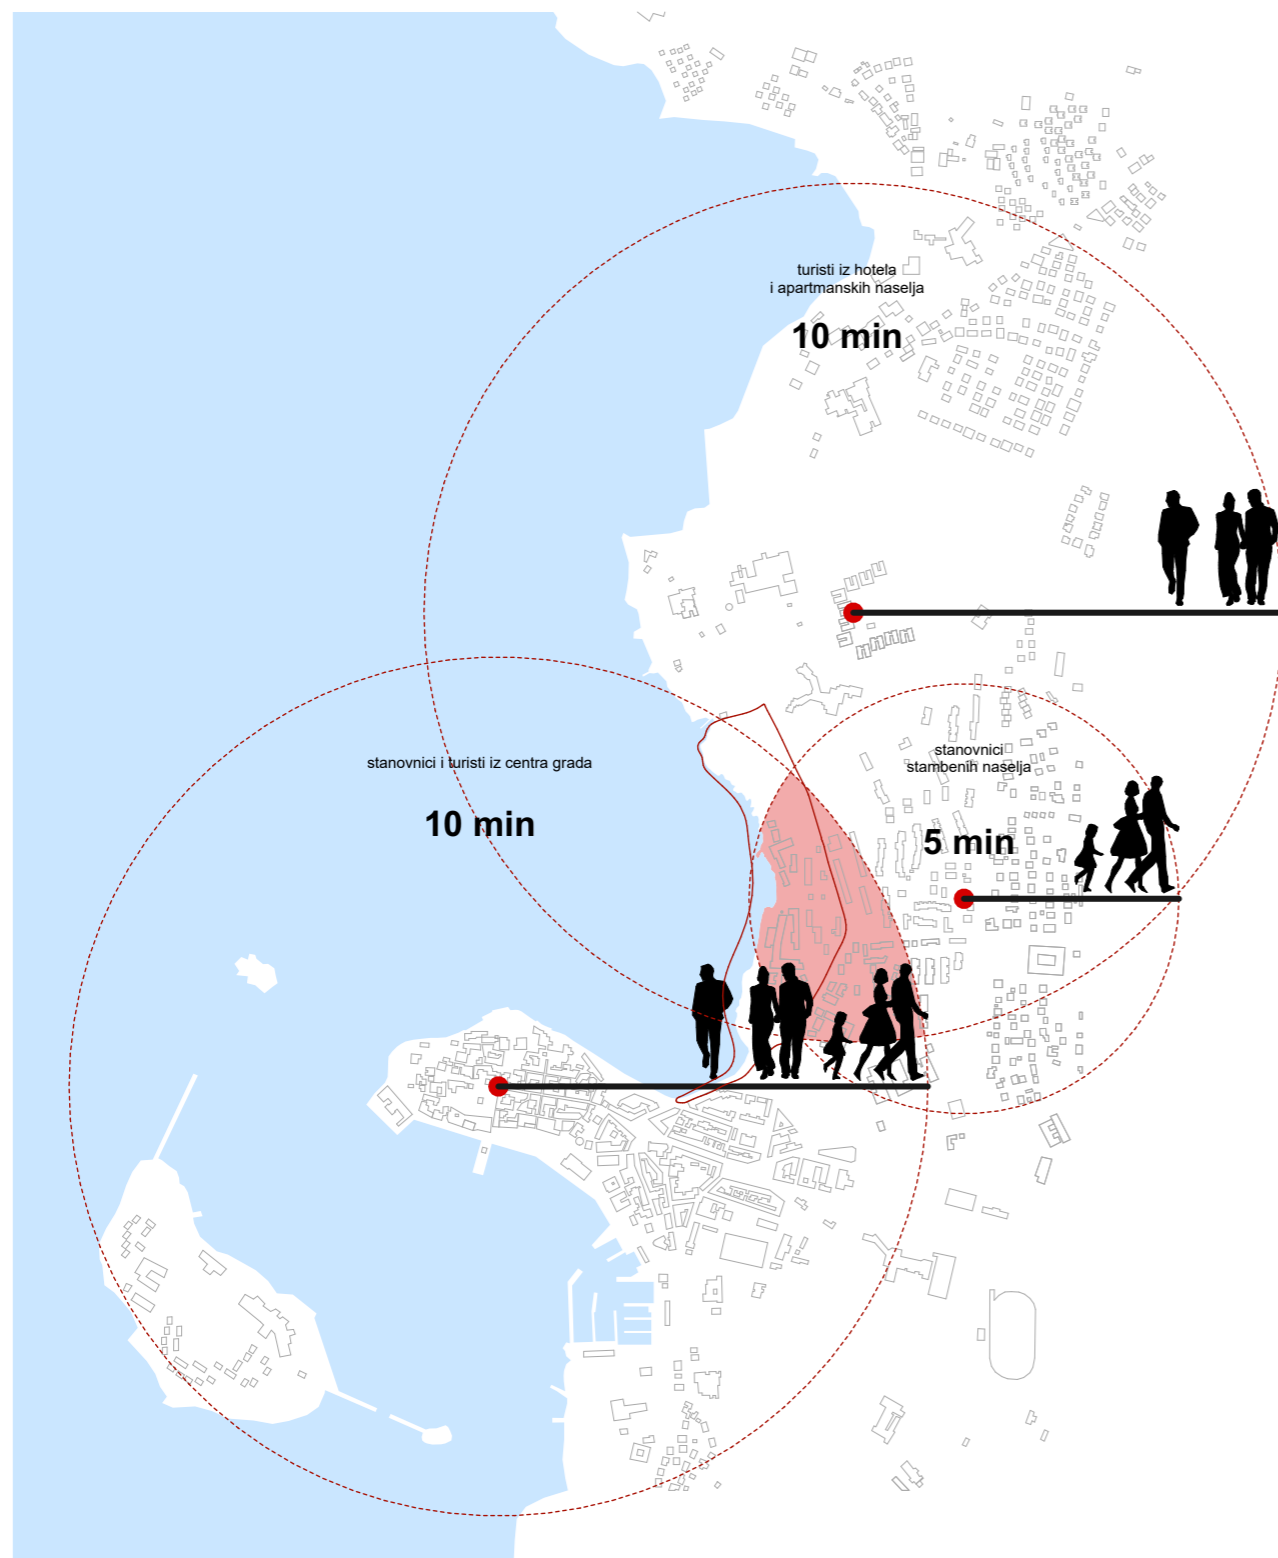 turisti iz hotela
i apartmanskih naselja
10 min
stanovnici
stambenih naselja
5 min
stanovnici i turisti iz centra grada
10 min